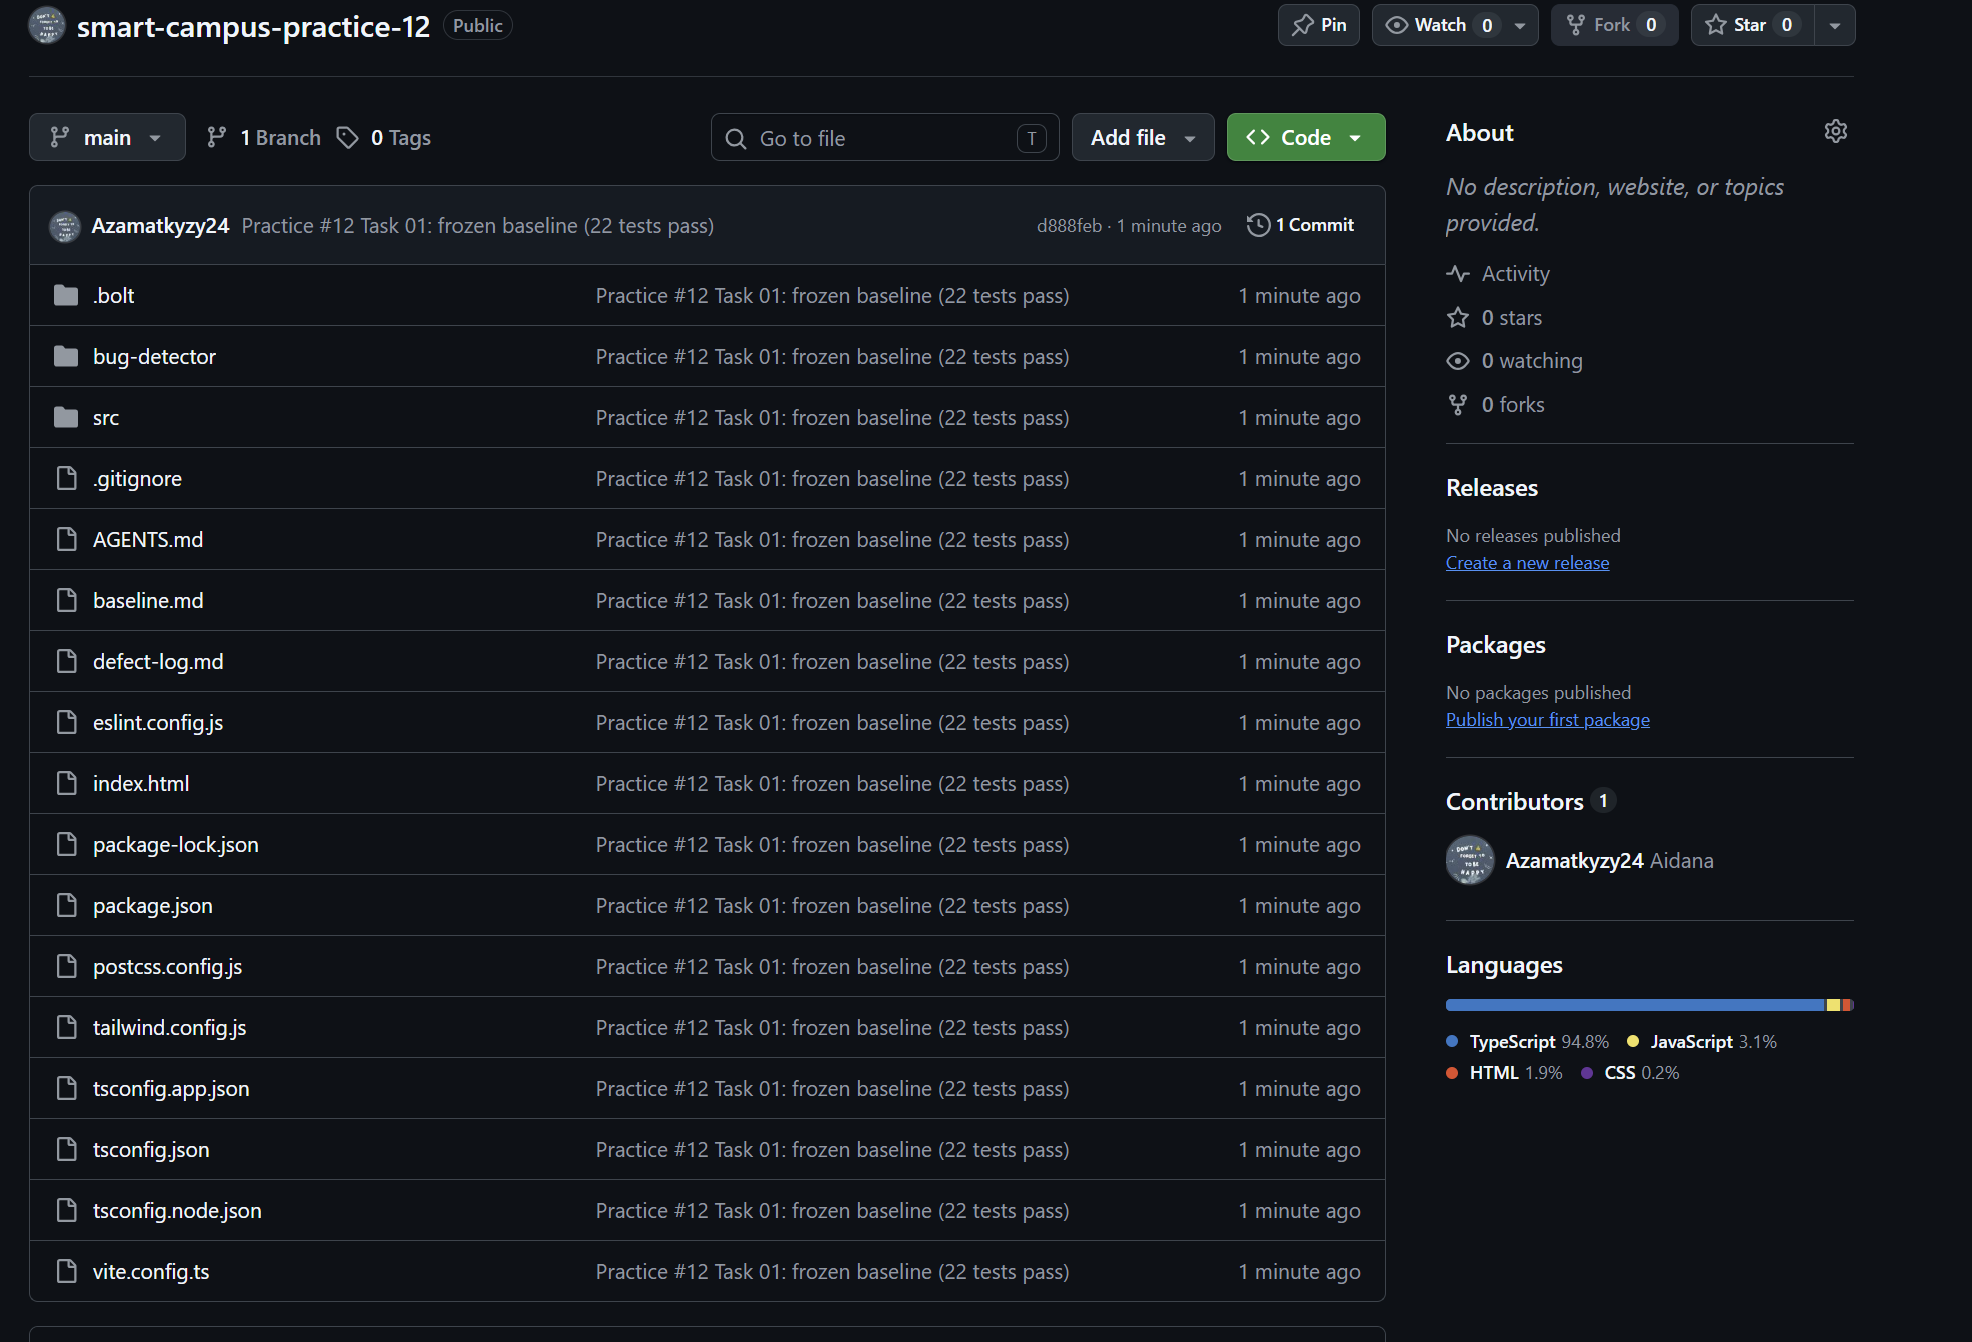 smart-campus-practice-12 Public Pin Watch 0 Fork 0 Star 0
main 1 Branch 0 Tags Go to file T Add file Code
Azamatkyzy24 Practice #12 Task 01: frozen baseline (22 tests pass) d888feb · 1 minute ago 1 Commit
.bolt Practice #12 Task 01: frozen baseline (22 tests pass) 1 minute ago
bug-detector Practice #12 Task 01: frozen baseline (22 tests pass) 1 minute ago
src Practice #12 Task 01: frozen baseline (22 tests pass) 1 minute ago
.gitignore Practice #12 Task 01: frozen baseline (22 tests pass) 1 minute ago
AGENTS.md Practice #12 Task 01: frozen baseline (22 tests pass) 1 minute ago
baseline.md Practice #12 Task 01: frozen baseline (22 tests pass) 1 minute ago
defect-log.md Practice #12 Task 01: frozen baseline (22 tests pass) 1 minute ago
eslint.config.js Practice #12 Task 01: frozen baseline (22 tests pass) 1 minute ago
index.html Practice #12 Task 01: frozen baseline (22 tests pass) 1 minute ago
package-lock.json Practice #12 Task 01: frozen baseline (22 tests pass) 1 minute ago
package.json Practice #12 Task 01: frozen baseline (22 tests pass) 1 minute ago
postcss.config.js Practice #12 Task 01: frozen baseline (22 tests pass) 1 minute ago
tailwind.config.js Practice #12 Task 01: frozen baseline (22 tests pass) 1 minute ago
tsconfig.app.json Practice #12 Task 01: frozen baseline (22 tests pass) 1 minute ago
tsconfig.json Practice #12 Task 01: frozen baseline (22 tests pass) 1 minute ago
tsconfig.node.json Practice #12 Task 01: frozen baseline (22 tests pass) 1 minute ago
vite.config.ts Practice #12 Task 01: frozen baseline (22 tests pass) 1 minute ago
About
No description, website, or topics
provided.
Activity
0 stars
0 watching
0 forks
Releases
No releases published
Create a new release
Packages
No packages published
Publish your first package
Contributors 1
DON'T
FORGET TO
TO BE
HAPPY
Azamatkyzy24 Aidana
Languages
TypeScript 94.8% JavaScript 3.1%
HTML 1.9% CSS 0.2%